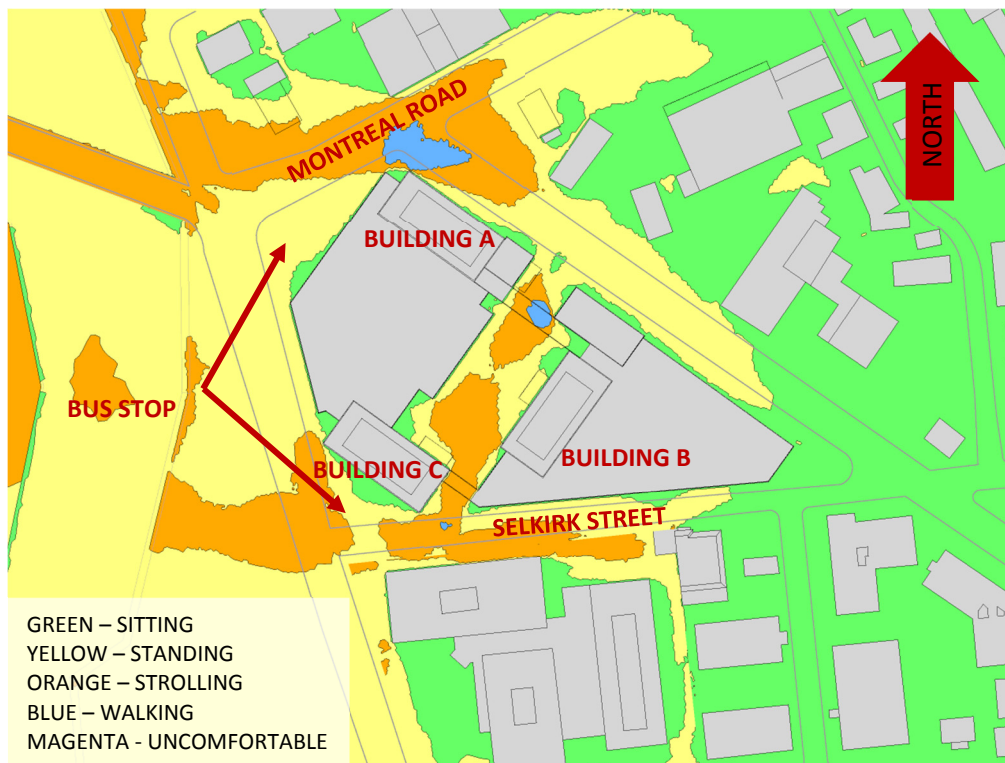 NORTH
MONTREAL ROAD
BUILDING A
BUS STOP
BUILDING C
BUILDING B
SELKIRK STREET
GREEN – SITTING
YELLOW – STANDING
ORANGE – STROLLING
BLUE – WALKING
MAGENTA - UNCOMFORTABLE